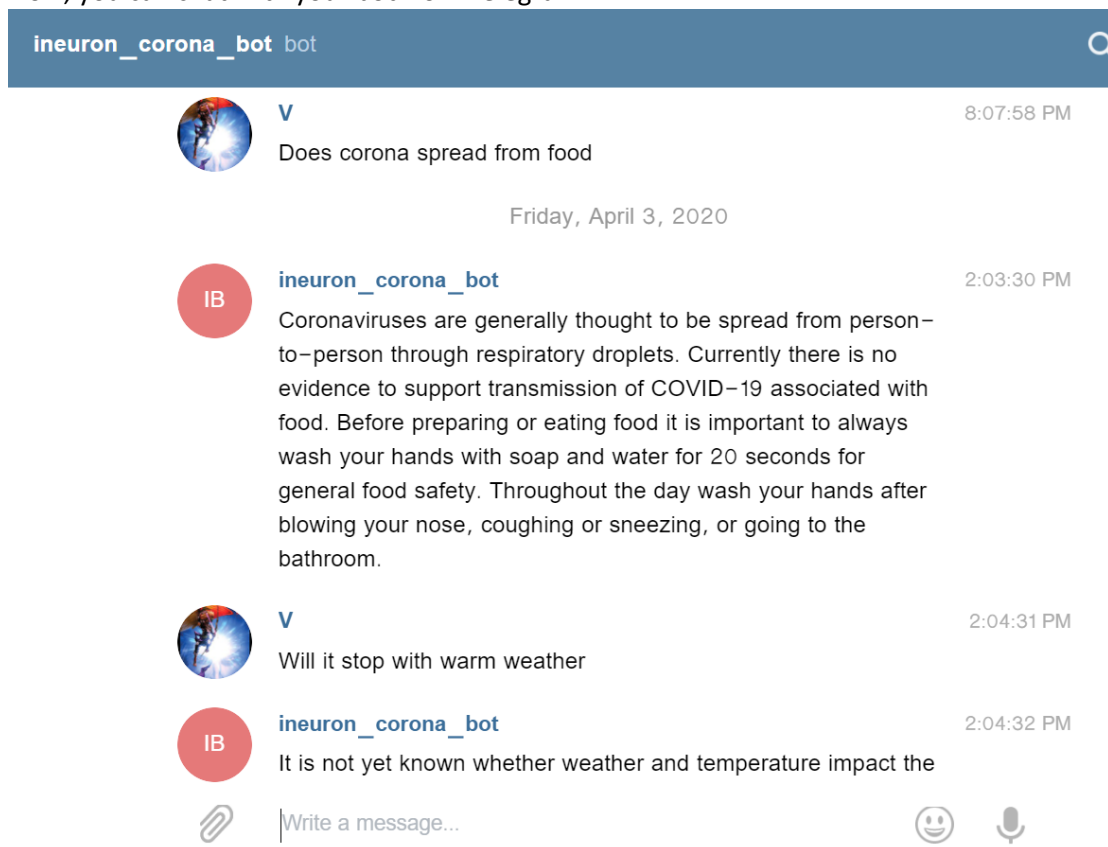 ineuron_corona_bot bot
V 8:07:58 PM
Does corona spread from food
Friday, April 3, 2020
IB
ineuron_corona_bot 2:03:30 PM
Coronaviruses are generally thought to be spread from person-
to-person through respiratory droplets. Currently there is no
evidence to support transmission of COVID-19 associated with
food. Before preparing or eating food it is important to always
wash your hands with soap and water for 20 seconds for
general food safety. Throughout the day wash your hands after
blowing your nose, coughing or sneezing, or going to the
bathroom.
V 2:04:31 PM
Will it stop with warm weather
IB
ineuron_corona_bot 2:04:32 PM
It is not yet known whether weather and temperature impact the
Write a message...